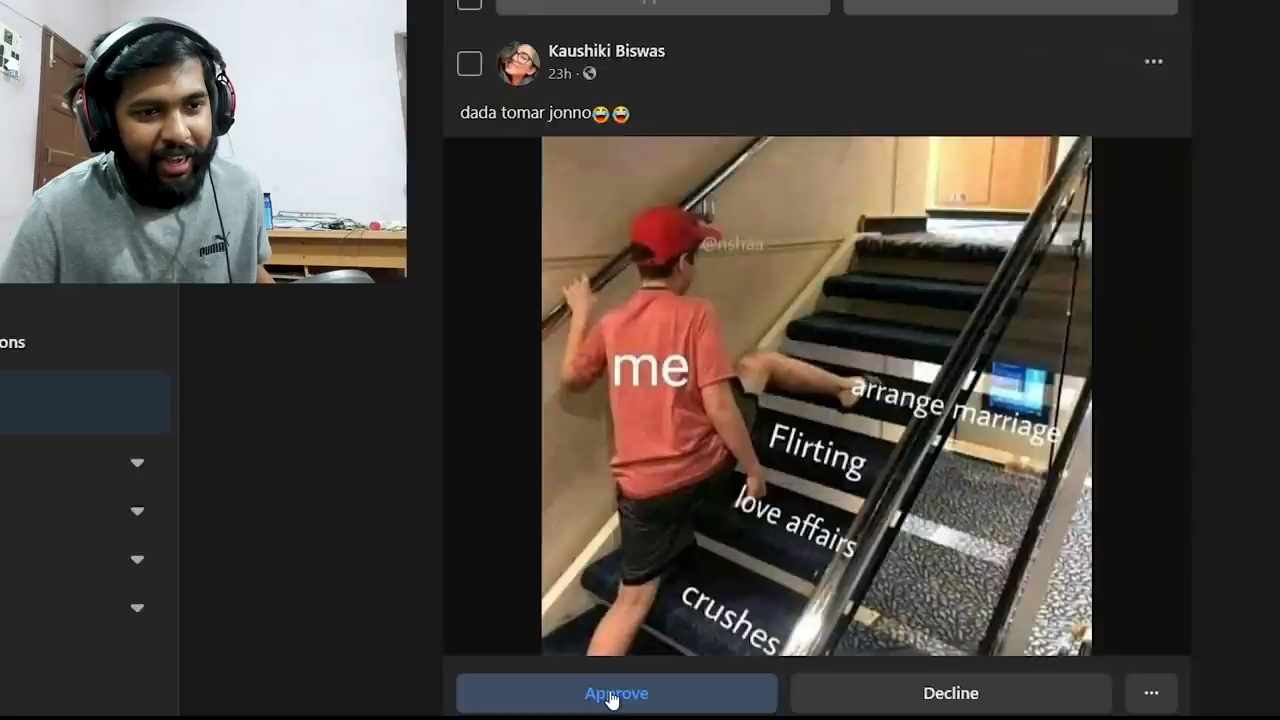 Kaushiki Biswas
23h
dada tomar jonno😂😂
@nshaa
me
arrange marriage
Flirting
love affairs
crushes
PUMA
ons
Approve
Decline